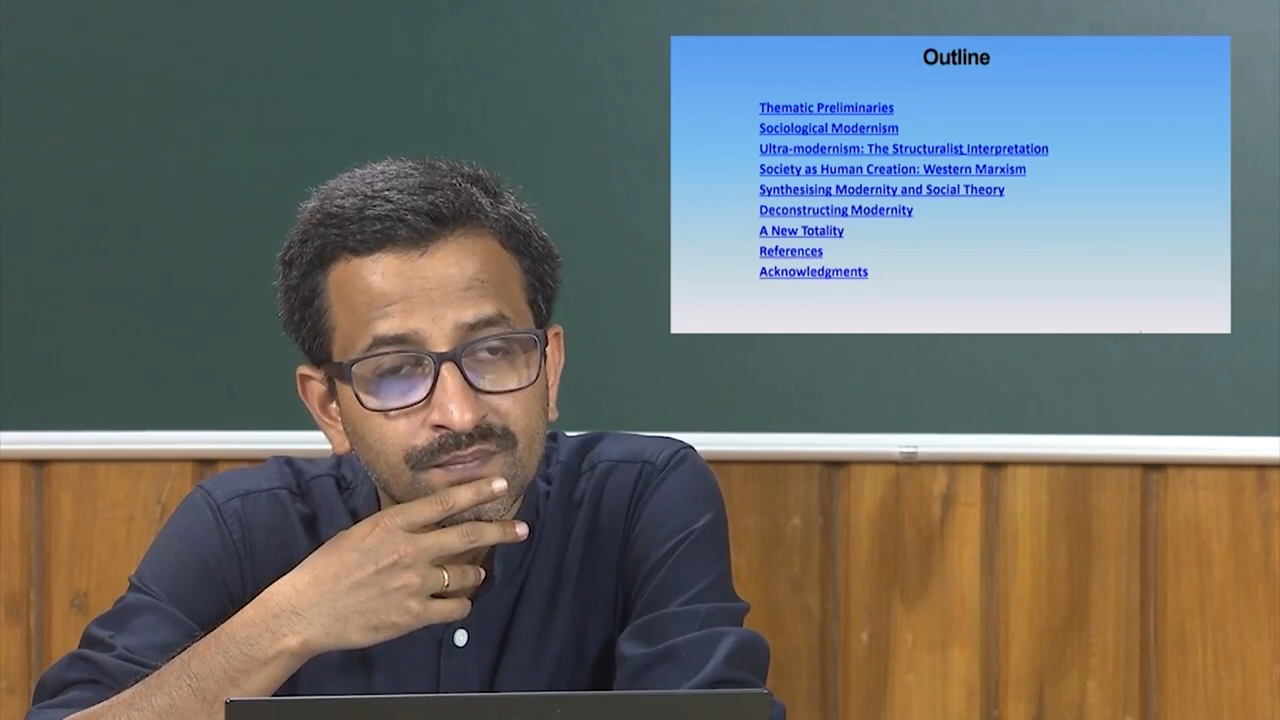 Outline
Thematic Preliminaries
Sociological Modernism
Ultra-modernism: The Structuralist Interpretation
Society as Human Creation: Western Marxism
Synthesising Modernity and Social Theory
Deconstructing Modernity
A New Totality
References
Acknowledgments